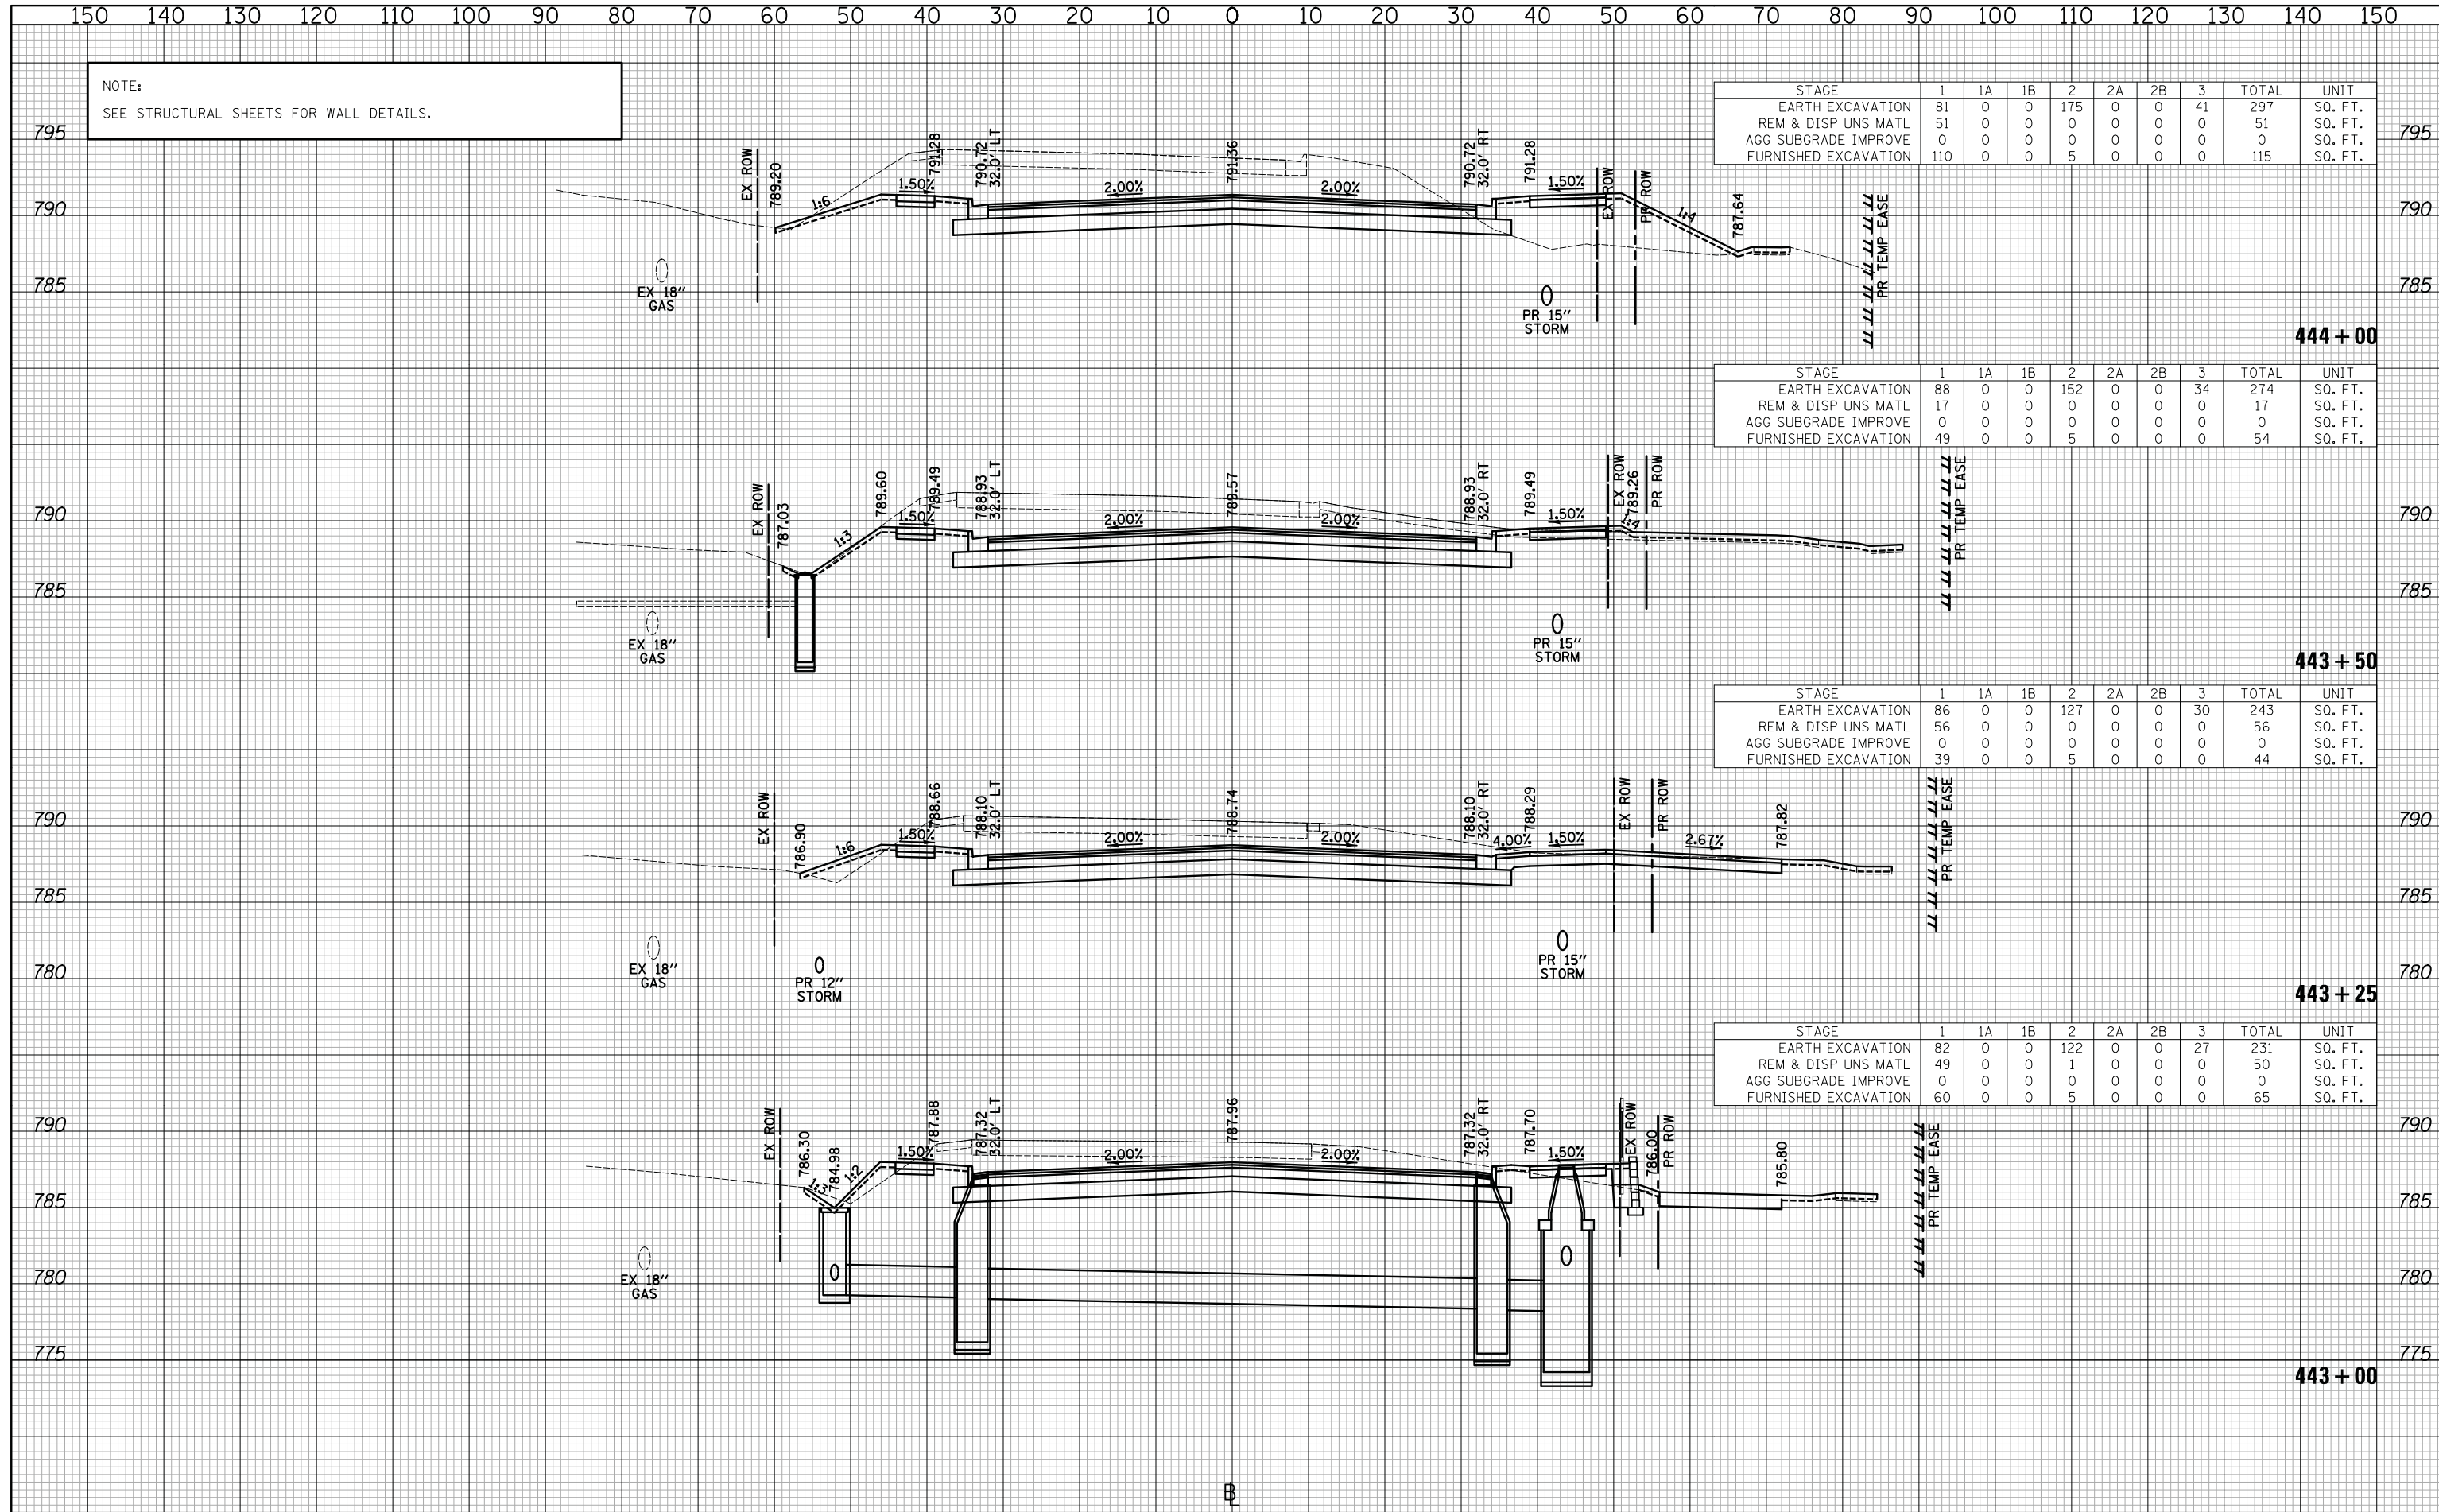 150 140 130 120 110 100 90 80 70 60 50 40 30 20 10 0 10 20 30 40 50 60 70 80 90 100 110 120 130 140 150
NOTE:
SEE STRUCTURAL SHEETS FOR WALL DETAILS.
STAGE 1 1A 1B 2 2A 2B 3 TOTAL UNIT
EARTH EXCAVATION 81 0 0 175 0 0 41 297 SQ. FT.
REM & DISP UNS MATL 51 0 0 0 0 0 0 51 SQ. FT.
AGG SUBGRADE IMPROVE 0 0 0 0 0 0 0 0 SQ. FT.
FURNISHED EXCAVATION 110 0 0 5 0 0 0 115 SQ. FT.
795 795
790 790
785 785
EX ROW
789.20
1:6
1.50%
791.28
790.72
32.0' LT
2.00%
791.36
2.00%
790.72
32.0' RT
791.28
1.50%
EX ROW
PR ROW
1:4
787.64
PR TEMP EASE
EX 18"
GAS
PR 15"
STORM
444+00
STAGE 1 1A 1B 2 2A 2B 3 TOTAL UNIT
EARTH EXCAVATION 88 0 0 152 0 0 34 274 SQ. FT.
REM & DISP UNS MATL 17 0 0 0 0 0 0 17 SQ. FT.
AGG SUBGRADE IMPROVE 0 0 0 0 0 0 0 0 SQ. FT.
FURNISHED EXCAVATION 49 0 0 5 0 0 0 54 SQ. FT.
790 790
785 785
EX ROW
787.03
1:3
789.60
1.50%
789.49
788.93
32.0' LT
2.00%
789.57
2.00%
788.93
32.0' RT
789.49
1.50%
EX ROW
789.26
1:4
PR ROW
PR TEMP EASE
EX 18"
GAS
PR 15"
STORM
443+50
STAGE 1 1A 1B 2 2A 2B 3 TOTAL UNIT
EARTH EXCAVATION 86 0 0 127 0 0 30 243 SQ. FT.
REM & DISP UNS MATL 56 0 0 0 0 0 0 56 SQ. FT.
AGG SUBGRADE IMPROVE 0 0 0 0 0 0 0 0 SQ. FT.
FURNISHED EXCAVATION 39 0 0 5 0 0 0 44 SQ. FT.
790 790
785 785
780 780
EX ROW
786.90
1:6
1.50%
788.66
788.10
32.0' LT
2.00%
788.74
2.00%
788.10
32.0' RT
4.00%
788.29
1.50%
EX ROW
PR ROW
2.67%
787.82
PR TEMP EASE
EX 18"
GAS
PR 12"
STORM
PR 15"
STORM
443+25
STAGE 1 1A 1B 2 2A 2B 3 TOTAL UNIT
EARTH EXCAVATION 82 0 0 122 0 0 27 231 SQ. FT.
REM & DISP UNS MATL 49 0 0 1 0 0 0 50 SQ. FT.
AGG SUBGRADE IMPROVE 0 0 0 0 0 0 0 0 SQ. FT.
FURNISHED EXCAVATION 60 0 0 5 0 0 0 65 SQ. FT.
790 790
785 785
780 780
775 775
EX ROW
786.30
1:3
784.98
1:2
1.50%
787.88
787.32
32.0' LT
2.00%
787.96
2.00%
787.32
32.0' RT
787.70
1.50%
EX ROW
786.00
PR ROW
785.80
PR TEMP EASE
EX 18"
GAS
443+00
BL